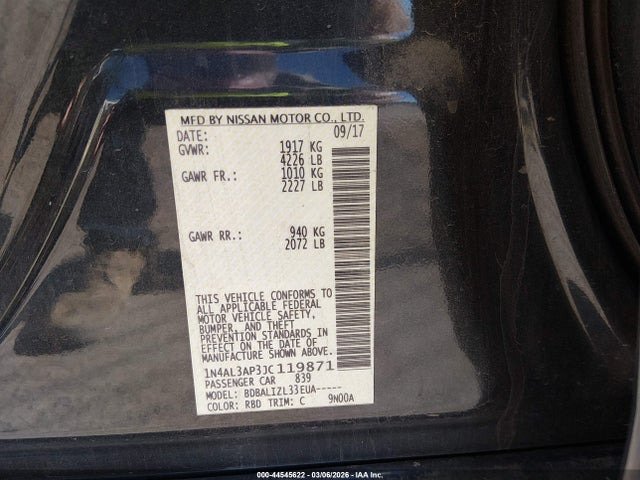 MFD BY NISSAN MOTOR CO., LTD.
DATE: 09/17
GVWR: 1917 KG
4226 LB
GAWR FR.: 1010 KG
2227 LB
GAWR RR.: 940 KG
2072 LB
THIS VEHICLE CONFORMS TO
ALL APPLICABLE FEDERAL
MOTOR VEHICLE SAFETY,
BUMPER, AND THEFT
PREVENTION STANDARDS IN
EFFECT ON THE DATE OF
MANUFACTURE SHOWN ABOVE.
1N4AL3AP3JC119871
PASSENGER CAR 839
MODEL: BDBALIZL33EUA-----
COLOR: RBD TRIM: C 9N00A
000-44545622 - 03/06/2026 - IAA Inc.